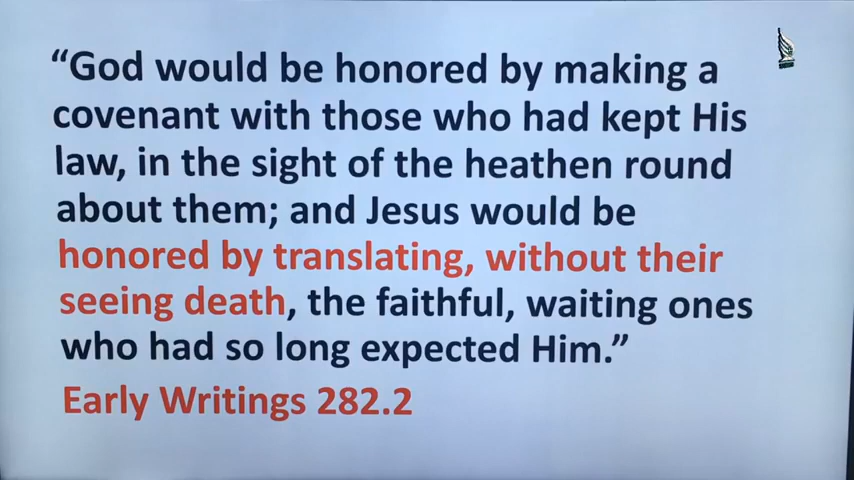 “God would be honored by making a
covenant with those who had kept His
law, in the sight of the heathen round
about them; and Jesus would be
honored by translating, without their
seeing death, the faithful, waiting ones
who had so long expected Him.”
Early Writings 282.2